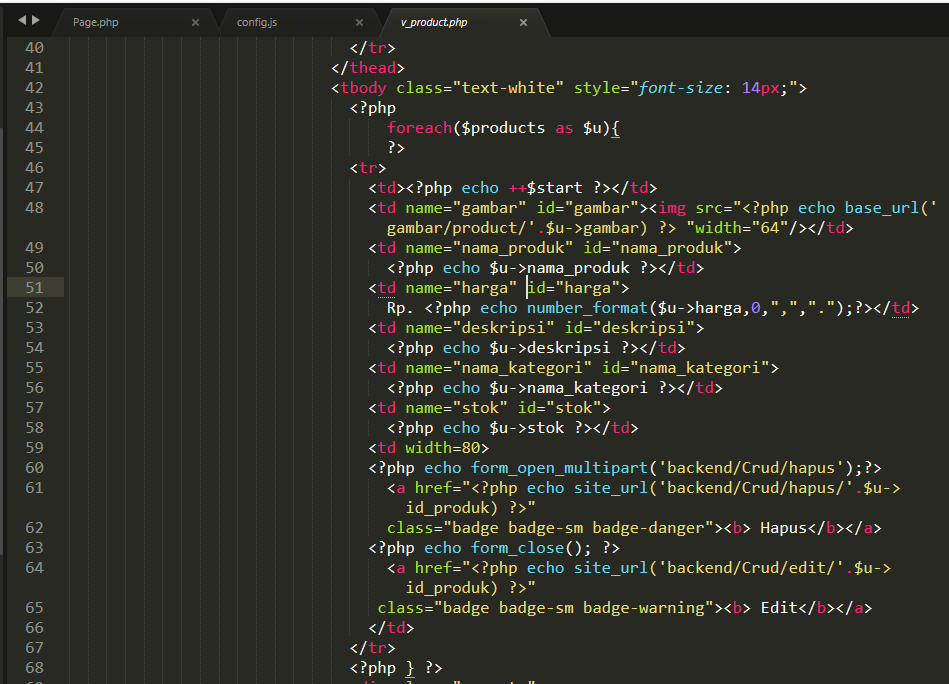 Page.php × config.js × v_product.php ×
40 </tr>
41 </thead>
42 <tbody class="text-white" style="font-size: 14px;">
43 <?php
44 foreach($products as $u){
45 ?>
46 <tr>
47 <td><?php echo ++$start ?></td>
48 <td name="gambar" id="gambar"><img src="<?php echo base_url('
gambar/product/'.$u->gambar) ?> "width="64"/></td>
49 <td name="nama_produk" id="nama_produk">
50 <?php echo $u->nama_produk ?></td>
51 <td name="harga" id="harga">
52 Rp. <?php echo number_format($u->harga,0,",",".");?></td>
53 <td name="deskripsi" id="deskripsi">
54 <?php echo $u->deskripsi ?></td>
55 <td name="nama_kategori" id="nama_kategori">
56 <?php echo $u->nama_kategori ?></td>
57 <td name="stok" id="stok">
58 <?php echo $u->stok ?></td>
59 <td width=80>
60 <?php echo form_open_multipart('backend/Crud/hapus');?>
61 <a href="<?php echo site_url('backend/Crud/hapus/'.$u->
id_produk) ?>"
62 class="badge badge-sm badge-danger"><b> Hapus</b></a>
63 <?php echo form_close(); ?>
64 <a href="<?php echo site_url('backend/Crud/edit/'.$u->
id_produk) ?>"
65 class="badge badge-sm badge-warning"><b> Edit</b></a>
66 </td>
67 </tr>
68 <?php } ?>